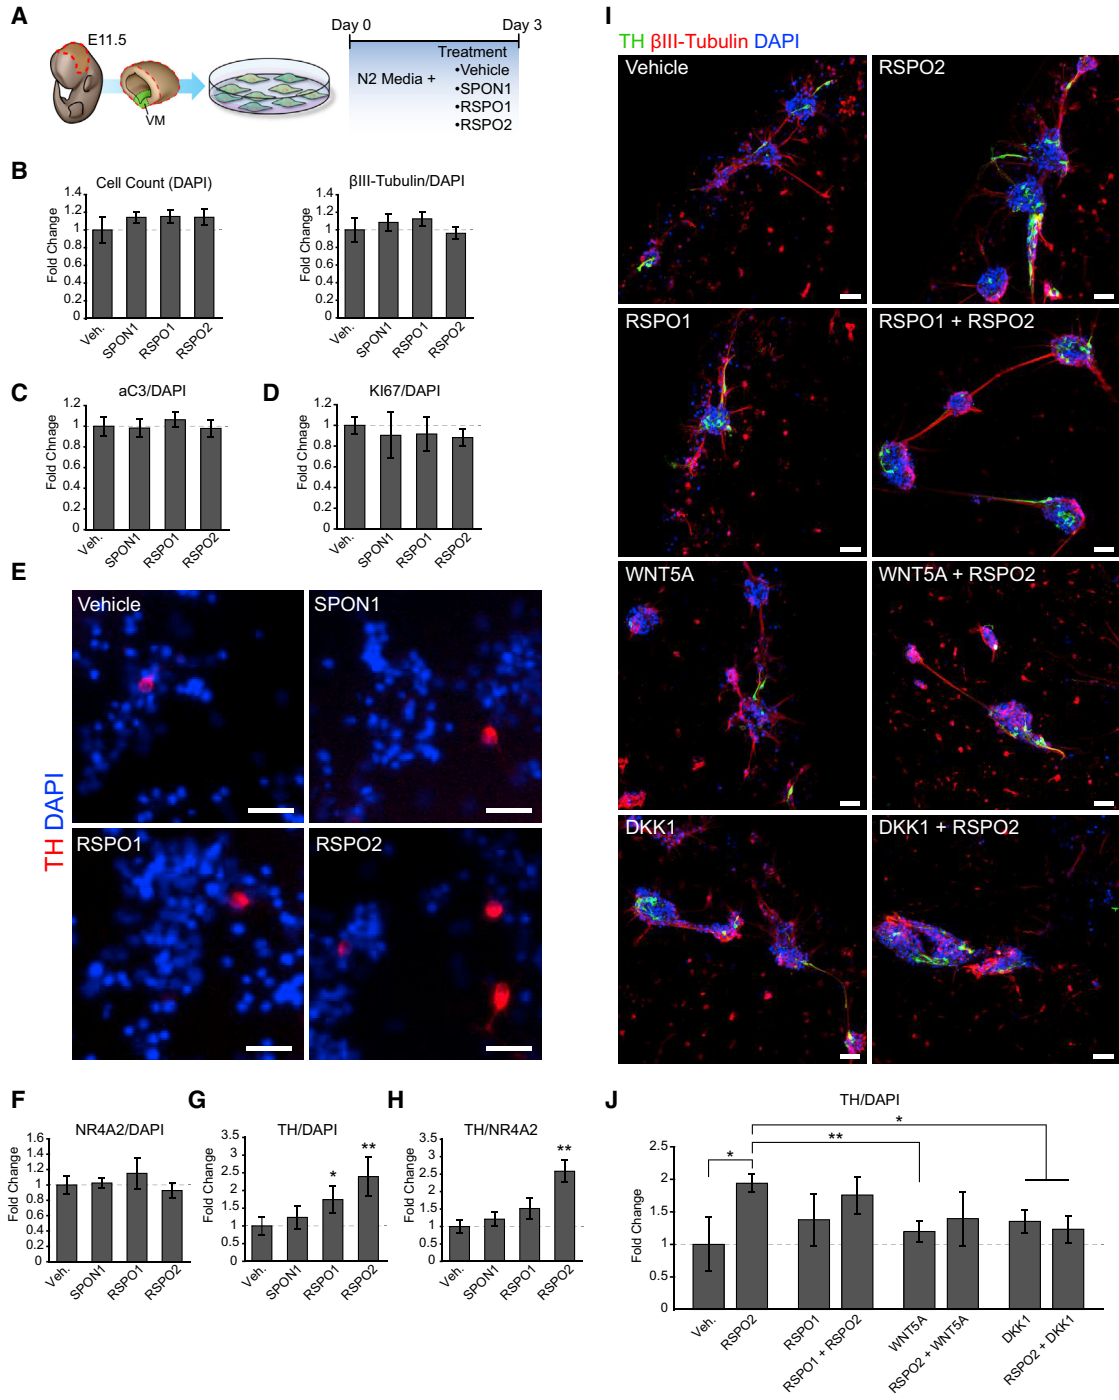 A
E11.5
VM
Day 0
Day 3
N2 Media +
Treatment
•Vehicle
•SPON1
•RSPO1
•RSPO2
B
Cell Count (DAPI)
Fold Change
1.4
1.2
1
0.8
0.6
0.4
0.2
0
Veh.
SPON1
RSPO1
RSPO2
βIII-Tubulin/DAPI
Fold Change
1.4
1.2
1
0.8
0.6
0.4
0.2
0
Veh.
SPON1
RSPO1
RSPO2
C
aC3/DAPI
Fold Chnage
1.2
1
0.8
0.6
0.4
0.2
0
Veh.
SPON1
RSPO1
RSPO2
D
KI67/DAPI
Fold Chnage
1.2
1
0.8
0.6
0.4
0.2
0
Veh.
SPON1
RSPO1
RSPO2
E
TH DAPI
Vehicle
SPON1
RSPO1
RSPO2
F
NR4A2/DAPI
Fold Change
1.6
1.4
1.2
1
0.8
0.6
0.4
0.2
0
Veh.
SPON1
RSPO1
RSPO2
G
TH/DAPI
Fold Change
3.5
3
2.5
2
1.5
1
0.5
0
*
**
Veh.
SPON1
RSPO1
RSPO2
H
TH/NR4A2
Fold Change
3.5
3
2.5
2
1.5
1
0.5
0
**
Veh.
SPON1
RSPO1
RSPO2
I
TH βIII-Tubulin DAPI
Vehicle
RSPO2
RSPO1
RSPO1 + RSPO2
WNT5A
WNT5A + RSPO2
DKK1
DKK1 + RSPO2
J
TH/DAPI
Fold Change
2.5
2
1.5
1
0.5
0
*
**
*
Veh.
RSPO2
RSPO1
RSPO1 + RSPO2
WNT5A
RSPO2 + WNT5A
DKK1
RSPO2 + DKK1